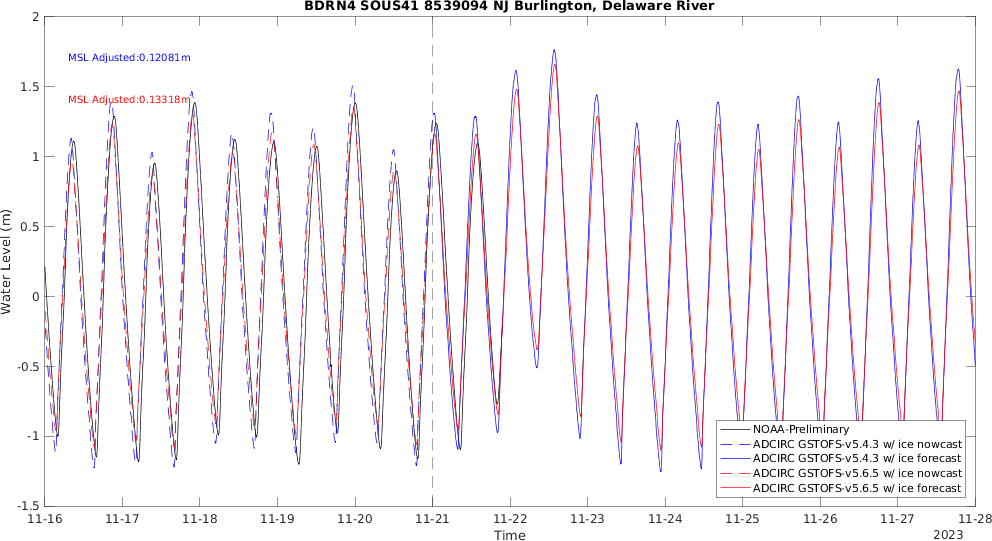 BDRN4 SOUS41 8539094 NJ Burlington, Delaware River
2
MSL Adjusted:0.12081m
1.5
MSL Adjusted:0.13318m
1
0.5
Water Level (m)
0
-0.5
-1
-1.5
NOAA-Preliminary
ADCIRC GSTOFS-v5.4.3 w/ ice nowcast
ADCIRC GSTOFS-v5.4.3 w/ ice forecast
ADCIRC GSTOFS-v5.6.5 w/ ice nowcast
ADCIRC GSTOFS-v5.6.5 w/ ice forecast
11-16 11-17 11-18 11-19 11-20 11-21 11-22 11-23 11-24 11-25 11-26 11-27 11-28
Time
2023